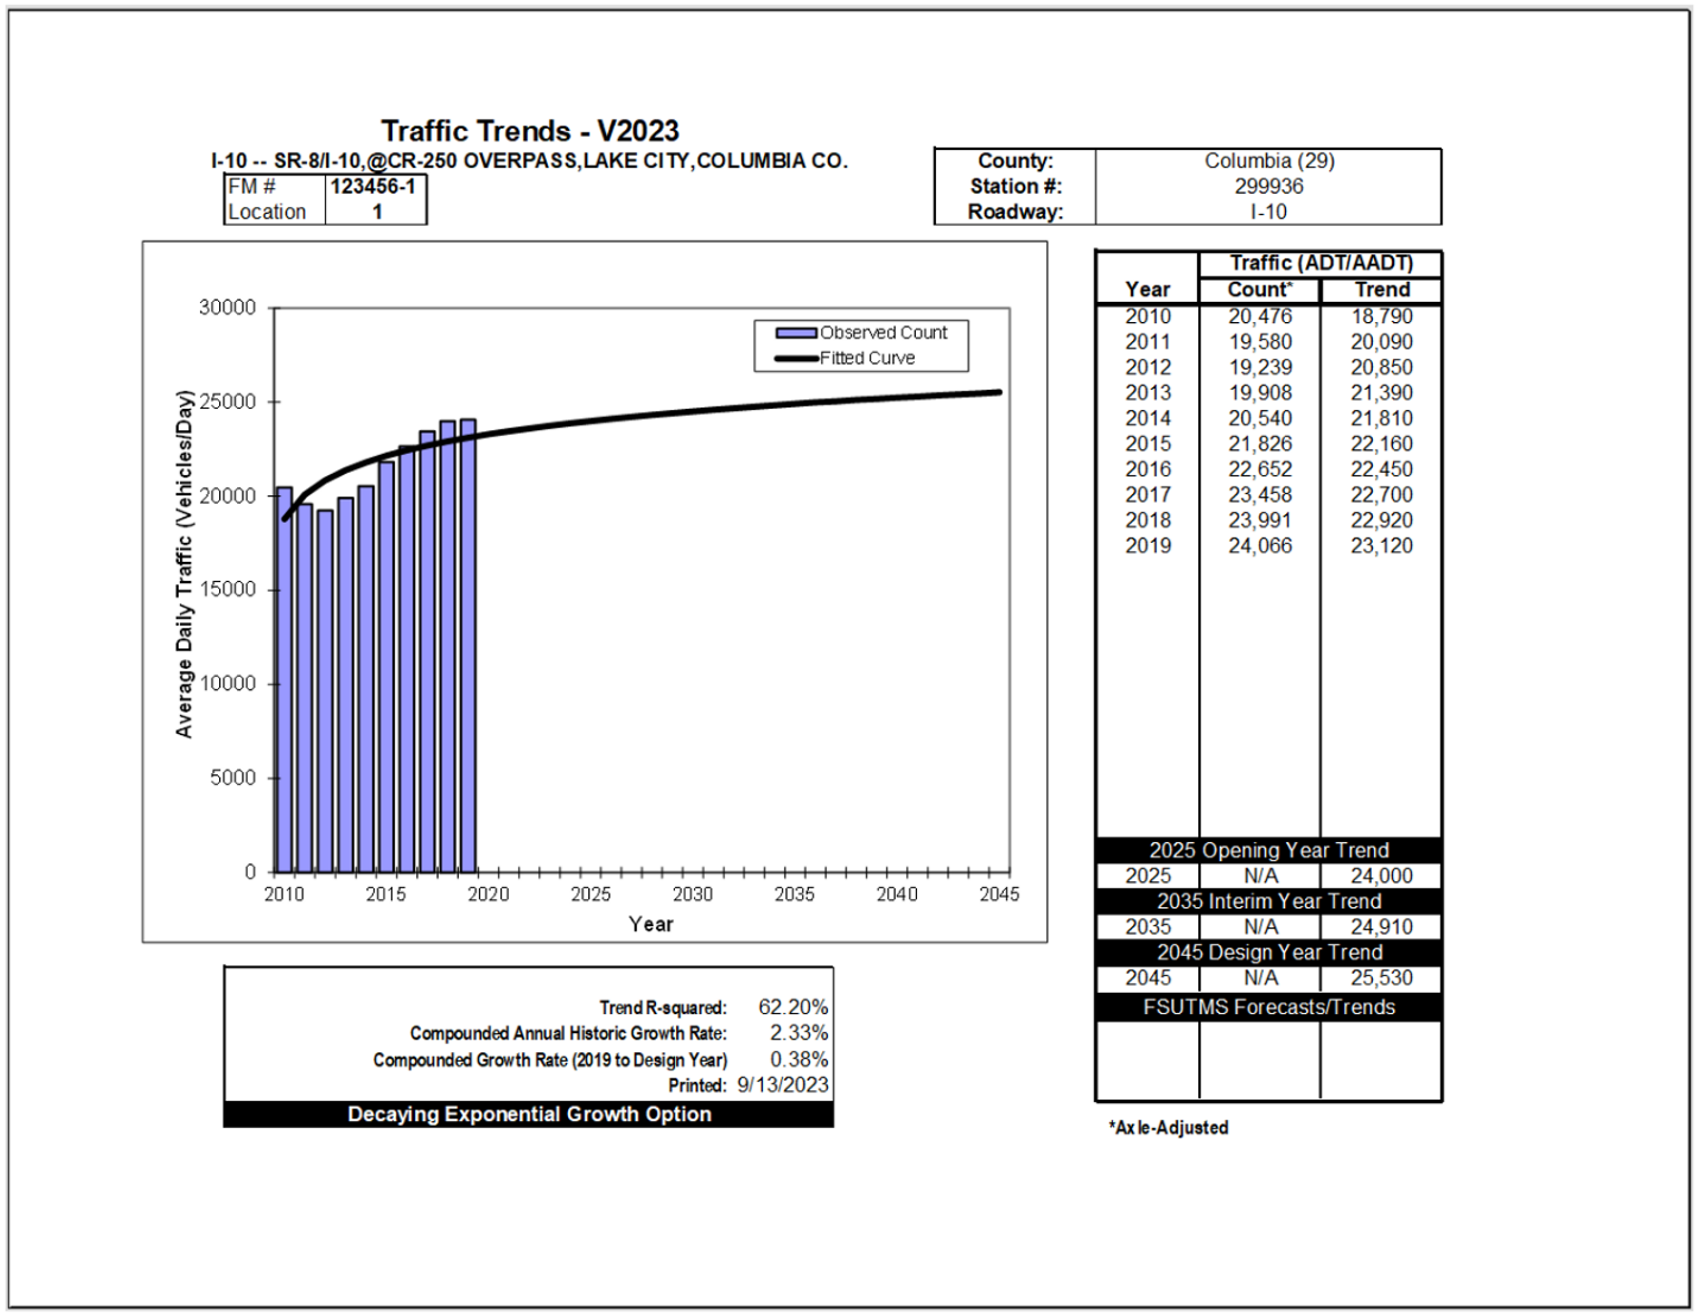 Traffic Trends - V2023
I-10 -- SR-8/I-10,@CR-250 OVERPASS,LAKE CITY,COLUMBIA CO.
FM # 123456-1
Location 1
County: Columbia (29)
Station #: 299936
Roadway: I-10
30000
25000
20000
15000
10000
5000
0
Average Daily Traffic (Vehicles/Day)
Observed Count
Fitted Curve
2010 2015 2020 2025 2030 2035 2040 2045
Year
Traffic (ADT/AADT)
Year Count* Trend
2010 20,476 18,790
2011 19,580 20,090
2012 19,239 20,850
2013 19,908 21,390
2014 20,540 21,810
2015 21,826 22,160
2016 22,652 22,450
2017 23,458 22,700
2018 23,991 22,920
2019 24,066 23,120
2025 Opening Year Trend
2025 N/A 24,000
2035 Interim Year Trend
2035 N/A 24,910
2045 Design Year Trend
2045 N/A 25,530
FSUTMS Forecasts/Trends
*Axle-Adjusted
Trend R-squared: 62.20%
Compounded Annual Historic Growth Rate: 2.33%
Compounded Growth Rate (2019 to Design Year) 0.38%
Printed: 9/13/2023
Decaying Exponential Growth Option